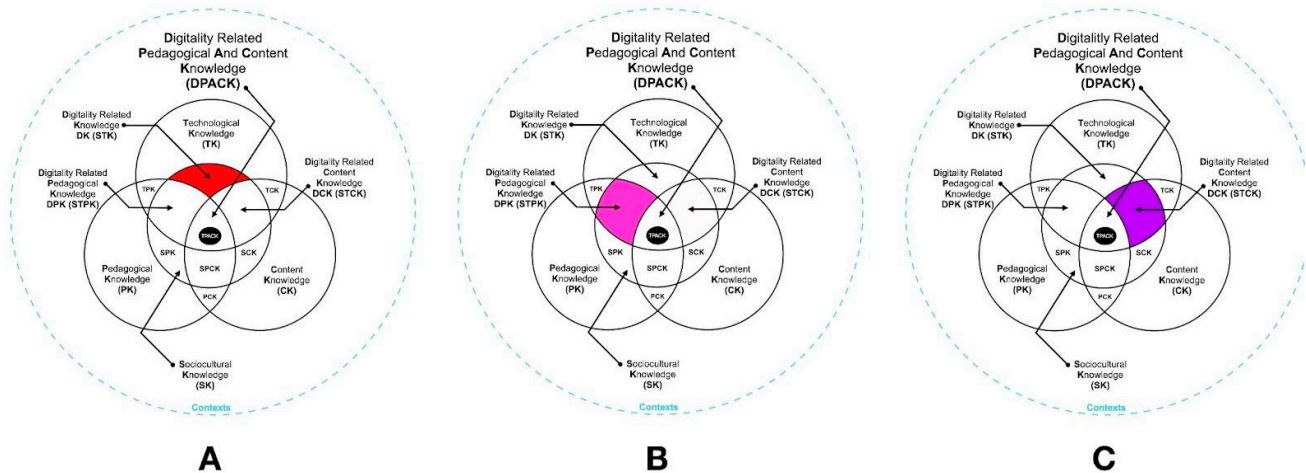 Digitality Related
Pedagogical And Content
Knowledge
(DPACK)
Digitality Related
Knowledge
DK (STK)
Technological
Knowledge
(TK)
Digitality Related
Pedagogical
Knowledge
DPK (STPK)
TPK
TCK
Digitality Related
Content
Knowledge
DCK (STCK)
TPACK
SPK
SCK
SPCK
Pedagogical
Knowledge
(PK)
Content
Knowledge
(CK)
PCK
Sociocultural
Knowledge
(SK)
Contexts
A
Digitality Related
Pedagogical And Content
Knowledge
(DPACK)
Digitality Related
Knowledge
DK (STK)
Technological
Knowledge
(TK)
Digitality Related
Pedagogical
Knowledge
DPK (STPK)
TPK
TCK
Digitality Related
Content
Knowledge
DCK (STCK)
TPACK
SPK
SCK
SPCK
Pedagogical
Knowledge
(PK)
Content
Knowledge
(CK)
PCK
Sociocultural
Knowledge
(SK)
Contexts
B
Digitalitly Related
Pedagogical And Content
Knowledge
(DPACK)
Digitality Related
Knowledge
DK (STK)
Technological
Knowledge
(TK)
Digitality Related
Pedagogical
Knowledge
DPK (STPK)
TPK
TCK
Digitality Related
Content
Knowledge
DCK (STCK)
TPACK
SPK
SCK
SPCK
Pedagogical
Knowledge
(PK)
Content
Knowledge
(CK)
PCK
Sociocultural
Knowledge
(SK)
Contexts
C